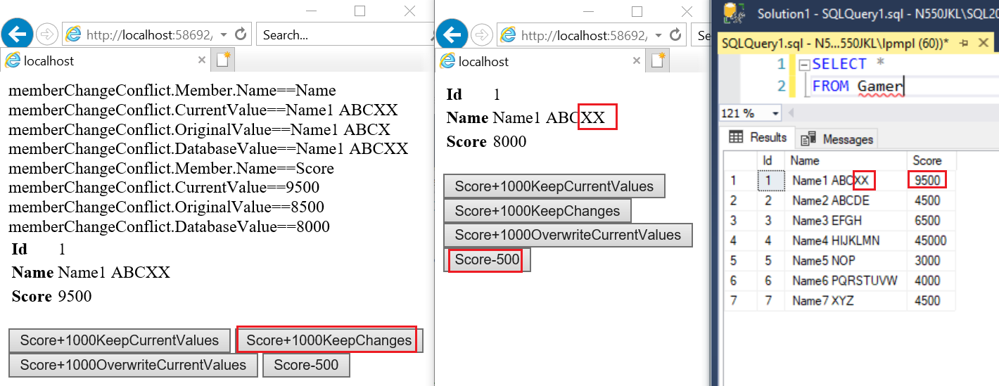 http://localhost:58692/
Search...
localhost
memberChangeConflict.Member.Name==Name
memberChangeConflict.CurrentValue==Name1 ABCXX
memberChangeConflict.OriginalValue==Name1 ABCX
memberChangeConflict.DatabaseValue==Name1 ABCXX
memberChangeConflict.Member.Name==Score
memberChangeConflict.CurrentValue==9500
memberChangeConflict.OriginalValue==8500
memberChangeConflict.DatabaseValue==8000
Id 1
Name Name1 ABCXX
Score 9500
Score+1000KeepCurrentValues Score+1000KeepChanges
Score+1000OverwriteCurrentValues Score-500
http://localhost:58692/
Se
localhost
Id 1
Name Name1 ABCXX
Score 8000
Score+1000KeepCurrentValues
Score+1000KeepChanges
Score+1000OverwriteCurrentValues
Score-500
Solution1 - SQLQuery1.sql - N550JKL\SQL20
SQLQuery1.sql - N5...550JKL\lpmpl (60))*
1 SELECT *
2 FROM Gamer
121 %
Results Messages
Id Name Score
1 1 Name1 ABCXX 9500
2 2 Name2 ABCDE 4500
3 3 Name3 EFGH 6500
4 4 Name4 HIJKLMN 45000
5 5 Name5 NOP 3000
6 6 Name6 PQRSTUVW 4000
7 7 Name7 XYZ 4500